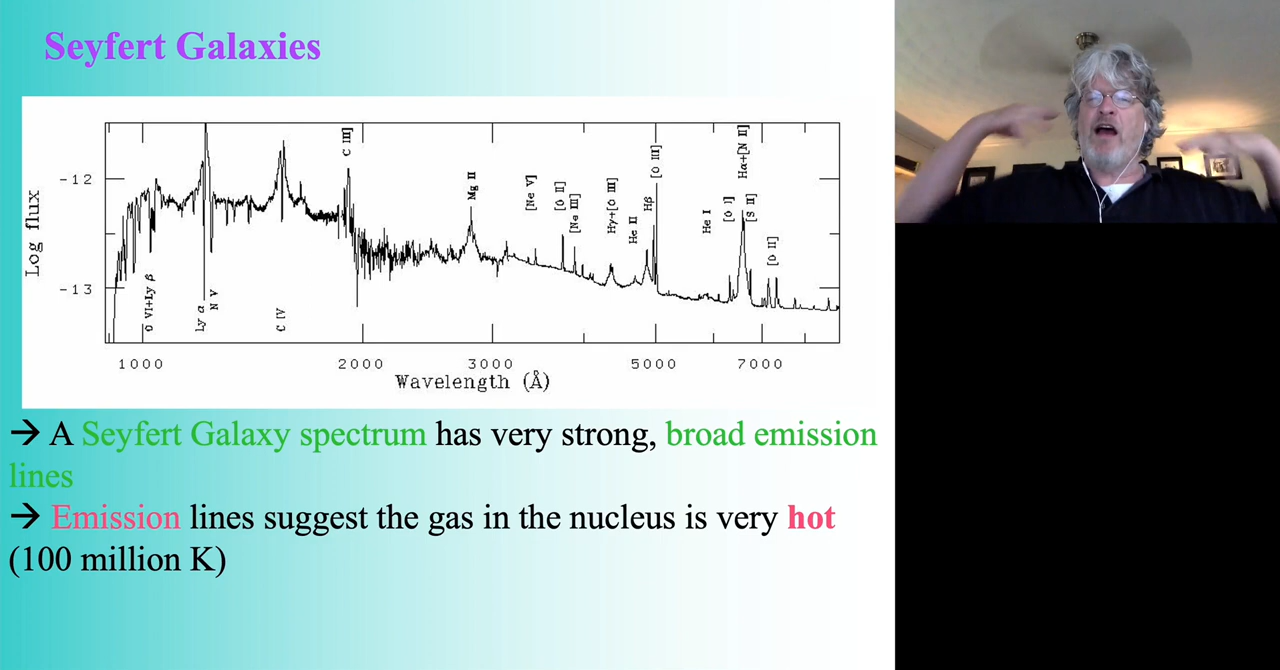 Seyfert Galaxies
C III]
Mg II
[Ne V]
[O II]
[Ne III]
Hγ+[O III]
He II
Hβ
[O III]
He I
[O I]
Hα+[N II]
[S II]
[O II]
O VI+Ly β
Ly α
N V
C IV
Log flux
-12
-13
1000 2000 3000 5000 7000
Wavelength (Å)
→ A Seyfert Galaxy spectrum has very strong, broad emission
lines
→ Emission lines suggest the gas in the nucleus is very hot
(100 million K)